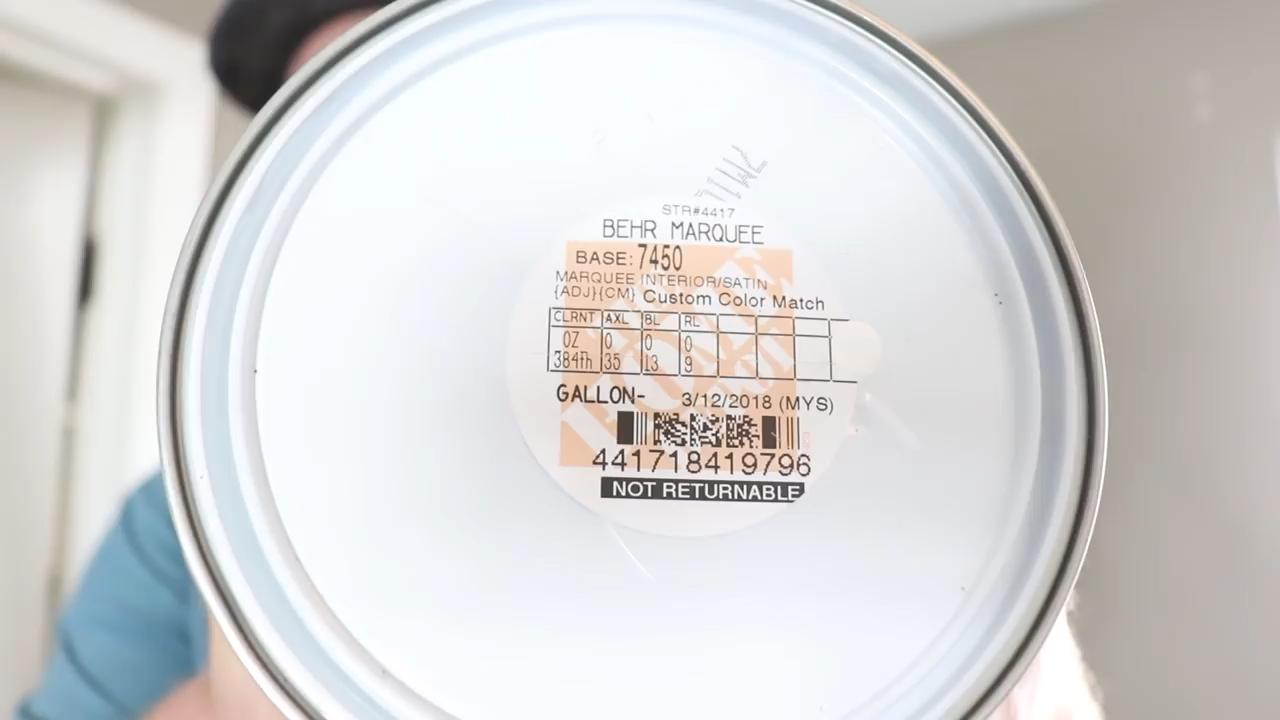 STR#4417
BEHR MARQUEE
BASE: 7450
MARQUEE INTERIOR/SATIN
{ADJ}{CM} Custom Color Match
CLRNT AXL BL RL
OZ 0 0 0
384th 35 13 9
GALLON- 3/12/2018 (MYS)
441718419796
NOT RETURNABLE